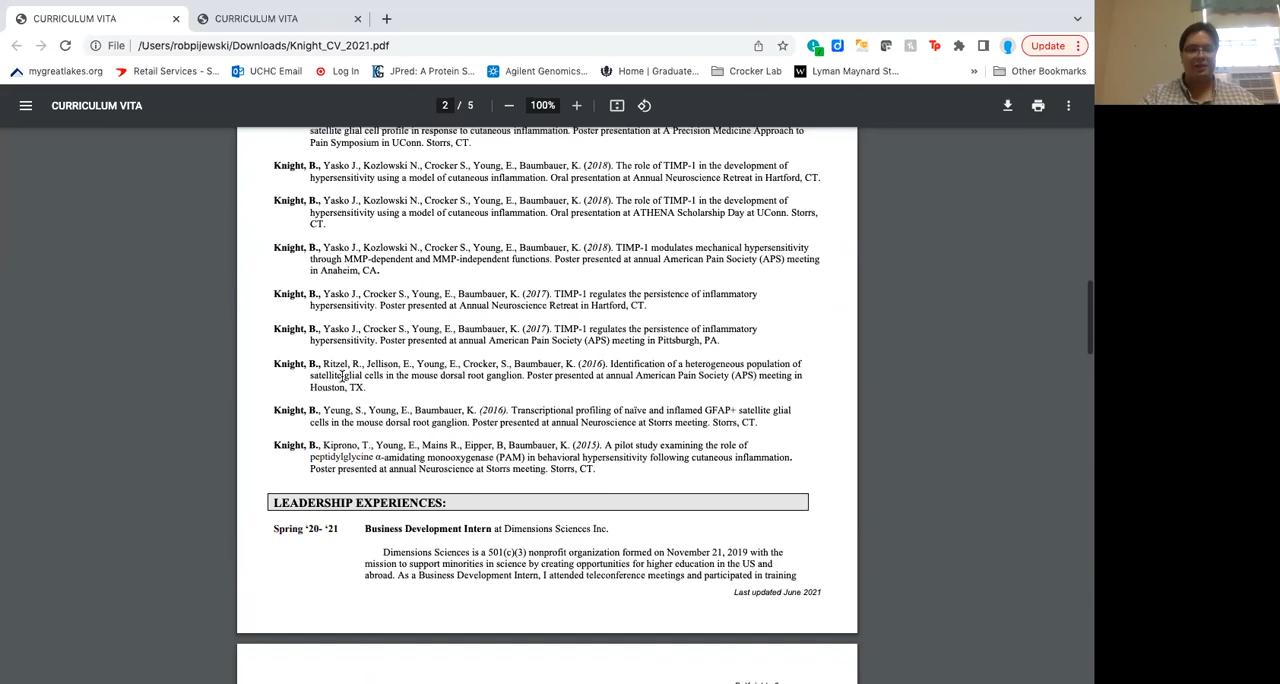 CURRICULUM VITA
CURRICULUM VITA
File /Users/robpijewski/Downloads/Knight_CV_2021.pdf
Update
mygreatlakes.org Retail Services - S... UCHC Email Log In JPred: A Protein S... Agilent Genomics... Home | Graduate... Crocker Lab Lyman Maynard St... » Other Bookmarks
CURRICULUM VITA 2 / 5 100%
satellite glial cell profile in response to cutaneous inflammation. Poster presentation at A Precision Medicine Approach to
Pain Symposium in UConn. Storrs, CT.
Knight, B., Yasko J., Kozlowski N., Crocker S., Young, E., Baumbauer, K. (2018). The role of TIMP-1 in the development of
hypersensitivity using a model of cutaneous inflammation. Oral presentation at Annual Neuroscience Retreat in Hartford, CT.
Knight, B., Yasko J., Kozlowski N., Crocker S., Young, E., Baumbauer, K. (2018). The role of TIMP-1 in the development of
hypersensitivity using a model of cutaneous inflammation. Oral presentation at ATHENA Scholarship Day at UConn. Storrs,
CT.
Knight, B., Yasko J., Kozlowski N., Crocker S., Young, E., Baumbauer, K. (2018). TIMP-1 modulates mechanical hypersensitivity
through MMP-dependent and MMP-independent functions. Poster presented at annual American Pain Society (APS) meeting
in Anaheim, CA.
Knight, B., Yasko J., Crocker S., Young, E., Baumbauer, K. (2017). TIMP-1 regulates the persistence of inflammatory
hypersensitivity. Poster presented at Annual Neuroscience Retreat in Hartford, CT.
Knight, B., Yasko J., Crocker S., Young, E., Baumbauer, K. (2017). TIMP-1 regulates the persistence of inflammatory
hypersensitivity. Poster presented at annual American Pain Society (APS) meeting in Pittsburgh, PA.
Knight, B., Ritzel, R., Jellison, E., Young, E., Crocker, S., Baumbauer, K. (2016). Identification of a heterogeneous population of
satellite glial cells in the mouse dorsal root ganglion. Poster presented at annual American Pain Society (APS) meeting in
Houston, TX.
Knight, B., Yeung, S., Young, E., Baumbauer, K. (2016). Transcriptional profiling of naïve and inflamed GFAP+ satellite glial
cells in the mouse dorsal root ganglion. Poster presented at annual Neuroscience at Storrs meeting. Storrs, CT.
Knight, B., Kiprono, T., Young, E., Mains R., Eipper, B, Baumbauer, K. (2015). A pilot study examining the role of
peptidylglycine α-amidating monooxygenase (PAM) in behavioral hypersensitivity following cutaneous inflammation.
Poster presented at annual Neuroscience at Storrs meeting. Storrs, CT.
LEADERSHIP EXPERIENCES:
Spring ‘20- ‘21 Business Development Intern at Dimensions Sciences Inc.
Dimensions Sciences is a 501(c)(3) nonprofit organization formed on November 21, 2019 with the
mission to support minorities in science by creating opportunities for higher education in the US and
abroad. As a Business Development Intern, I attended teleconference meetings and participated in training
Last updated June 2021